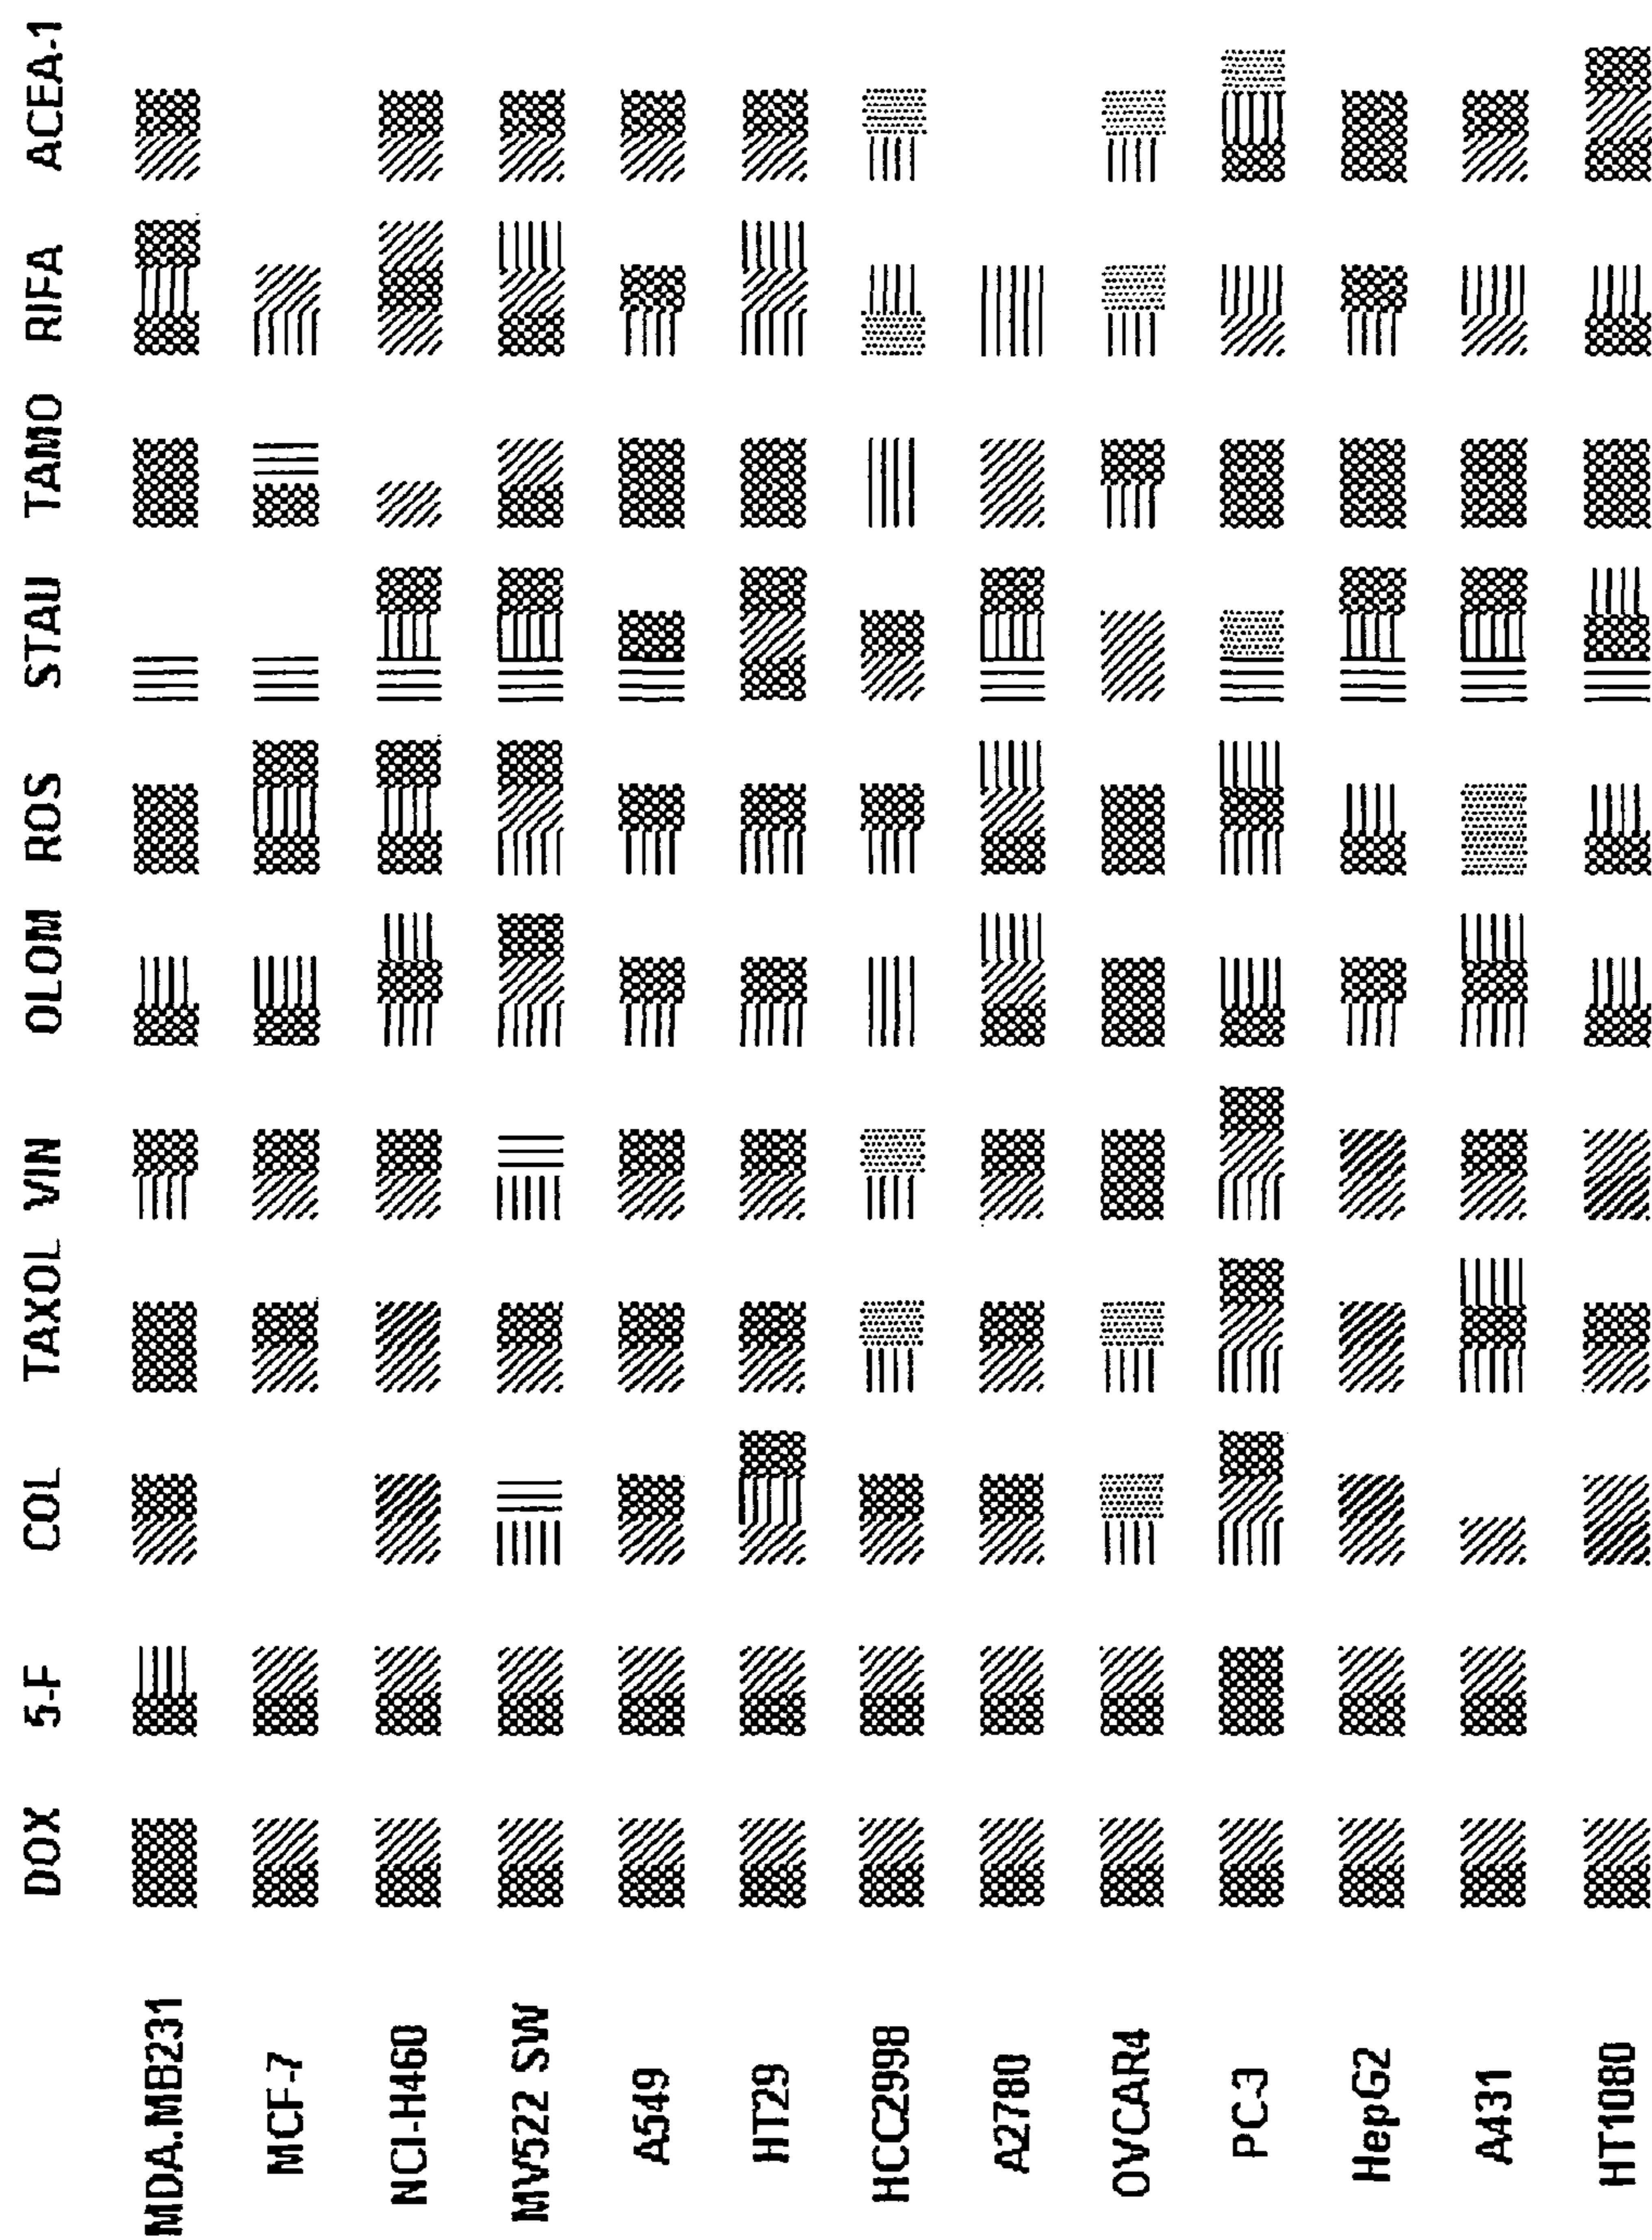 DOX 5-F COL TAXOL VIN OLOM ROS STAU TAMO RIFA ACEA-1
MDA.MB231
MCF-7
NCI-H460
MV522 SW
A549
HT29
HCC2998
A2780
OVCAR4
PC-3
HepG2
A431
HT1080